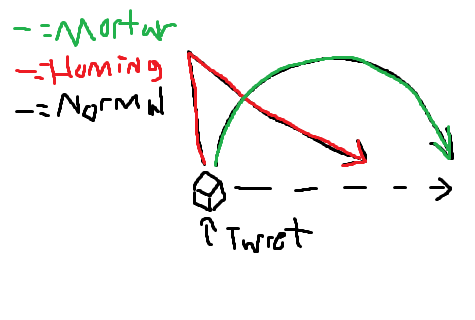 -=Mortar
-=Homing
-=Normal
Turret